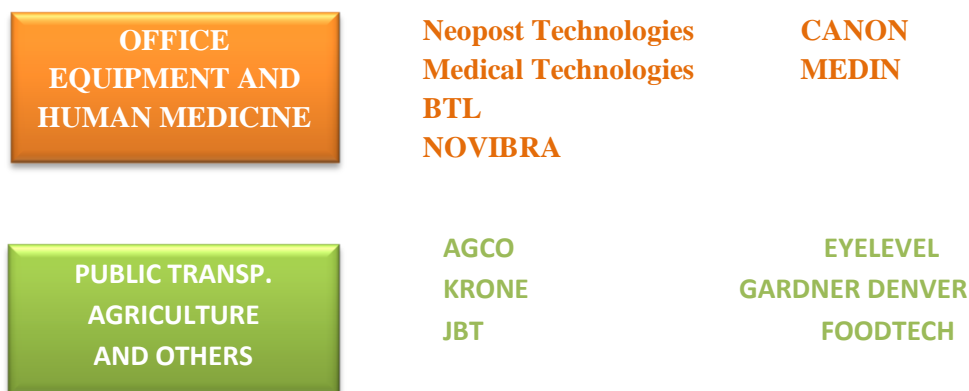 OFFICE
EQUIPMENT AND
HUMAN MEDICINE
Neopost Technologies
Medical Technologies
BTL
NOVIBRA
CANON
MEDIN
PUBLIC TRANSP.
AGRICULTURE
AND OTHERS
AGCO
KRONE
JBT
EYELEVEL
GARDNER DENVER
FOODTECH